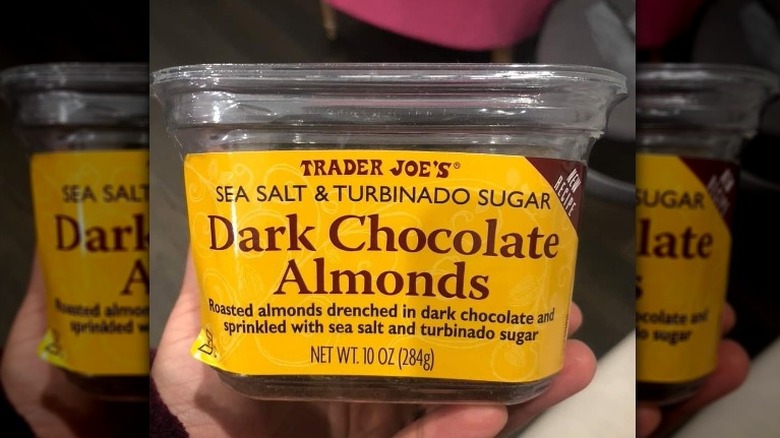 TRADER JOE'S®
SEA SALT & TURBINADO SUGAR
NEW RECIPE
Dark Chocolate
Almonds
Roasted almonds drenched in dark chocolate and
sprinkled with sea salt and turbinado sugar
NET WT. 10 OZ (284g)